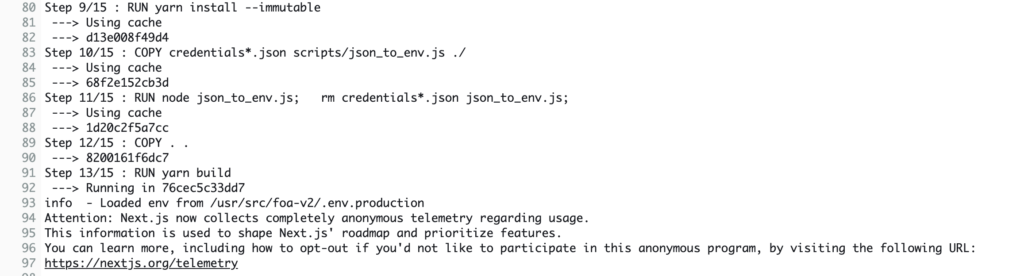 80 Step 9/15 : RUN yarn install --immutable
81 ---> Using cache
82 ---> d13e008f49d4
83 Step 10/15 : COPY credentials*.json scripts/json_to_env.js ./
84 ---> Using cache
85 ---> 68f2e152cb3d
86 Step 11/15 : RUN node json_to_env.js;   rm credentials*.json json_to_env.js;
87 ---> Using cache
88 ---> 1d20c2f5a7cc
89 Step 12/15 : COPY . .
90 ---> 8200161f6dc7
91 Step 13/15 : RUN yarn build
92 ---> Running in 76cec5c33dd7
93 info  - Loaded env from /usr/src/foa-v2/.env.production
94 Attention: Next.js now collects completely anonymous telemetry regarding usage.
95 This information is used to shape Next.js' roadmap and prioritize features.
96 You can learn more, including how to opt-out if you'd not like to participate in this anonymous program, by visiting the following URL:
97 https://nextjs.org/telemetry